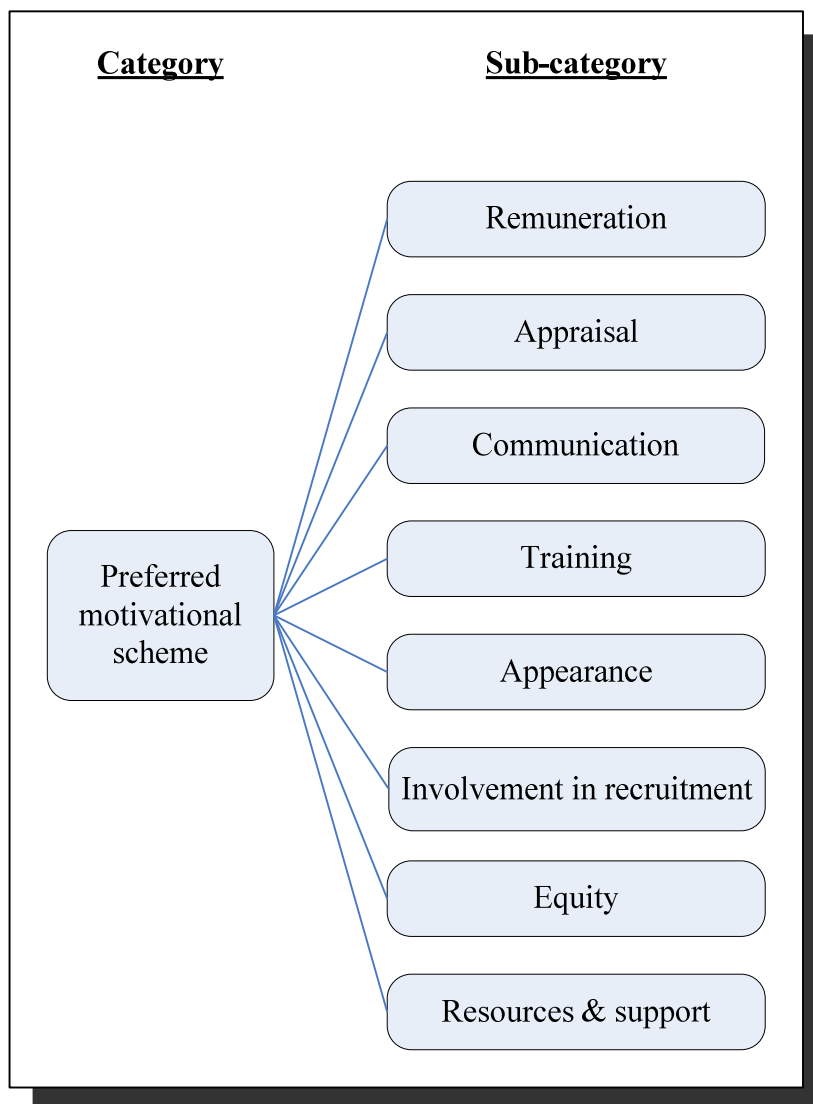 Category
Sub-category
Remuneration
Appraisal
Communication
Training
Preferred
motivational
scheme
Appearance
Involvement in recruitment
Equity
Resources & support